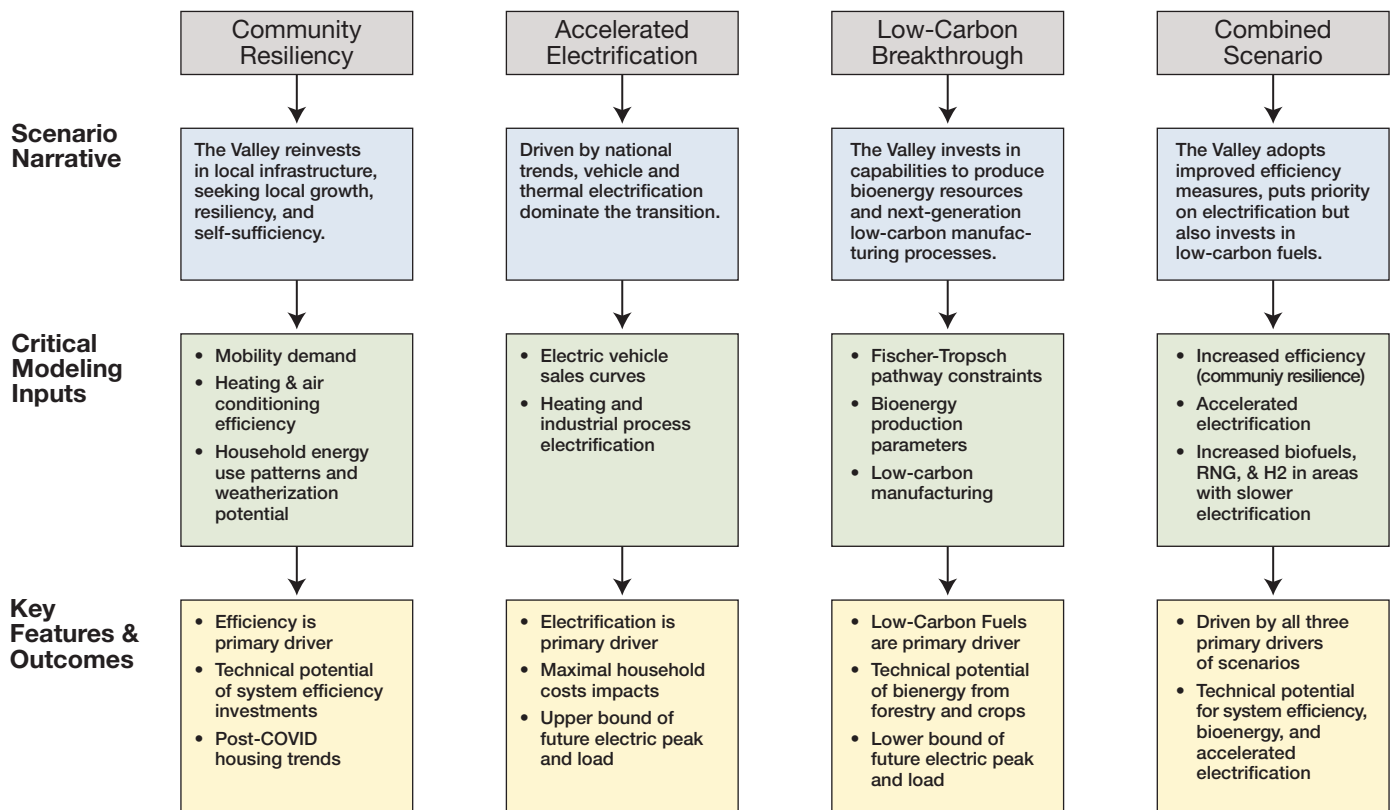 Community
Resiliency
Accelerated
Electrification
Low-Carbon
Breakthrough
Combined
Scenario
Scenario
Narrative
The Valley reinvests
in local infrastructure,
seeking local growth,
resiliency, and
self-sufficiency.
Driven by national
trends, vehicle and
thermal electrification
dominate the transition.
The Valley invests in
capabilities to produce
bioenergy resources
and next-generation
low-carbon manufac-
turing processes.
The Valley adopts
improved efficiency
measures, puts priority
on electrification but
also invests in
low-carbon fuels.
Critical
Modeling
Inputs
• Mobility demand
• Heating & air
conditioning
efficiency
• Household energy
use patterns and
weatherization
potential
• Electric vehicle
sales curves
• Heating and
industrial process
electrification
• Fischer-Tropsch
pathway constraints
• Bioenergy
production
parameters
• Low-carbon
manufacturing
• Increased efficiency
(communiy resilience)
• Accelerated
electrification
• Increased biofuels,
RNG, & H2 in areas
with slower
electrification
Key
Features &
Outcomes
• Efficiency is
primary driver
• Technical potential
of system efficiency
investments
• Post-COVID
housing trends
• Electrification is
primary driver
• Maximal household
costs impacts
• Upper bound of
future electric peak
and load
• Low-Carbon Fuels
are primary driver
• Technical potential
of bienergy from
forestry and crops
• Lower bound of
future electric peak
and load
• Driven by all three
primary drivers
of scenarios
• Technical potential
for system efficiency,
bioenergy, and
accelerated
electrification